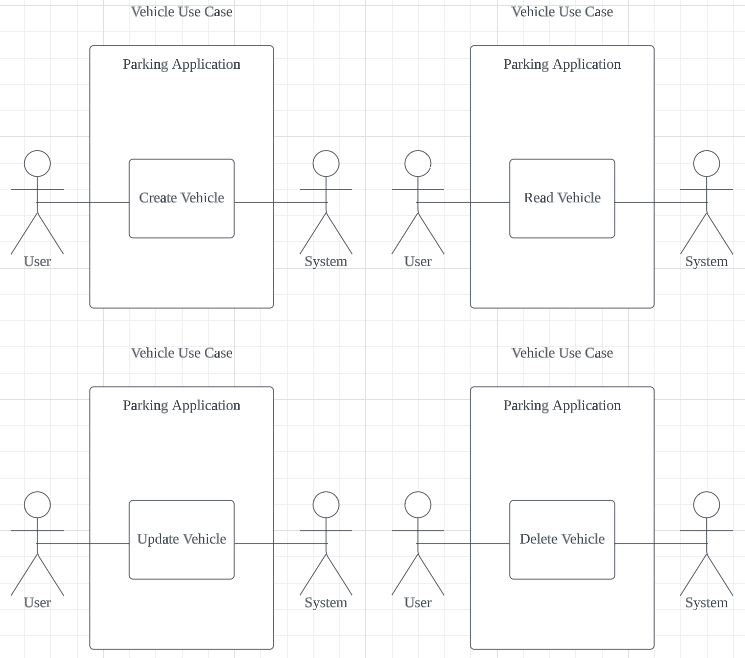 Vehicle Use Case
Parking Application
Create Vehicle
User
System
Vehicle Use Case
Parking Application
Read Vehicle
User
System
Vehicle Use Case
Parking Application
Update Vehicle
User
System
Vehicle Use Case
Parking Application
Delete Vehicle
User
System